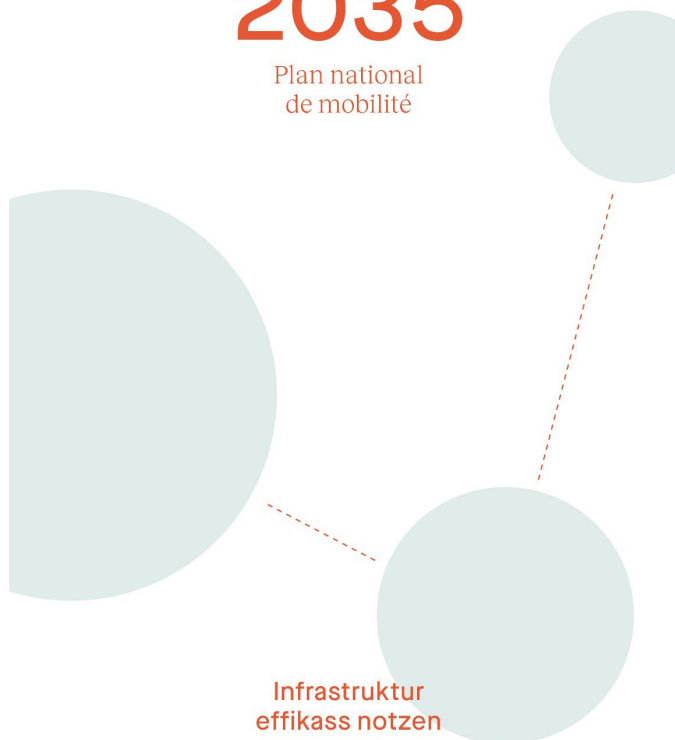 2035
Plan national
de mobilité
Infrastruktur
effikass notzen